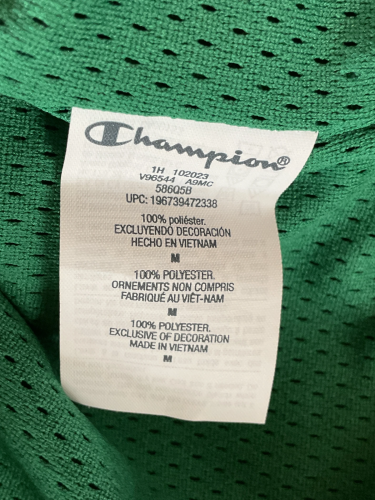 Champion®
1H 102023
V96544 A9MC
586Q5B
UPC: 196739472338
100% poliéster.
EXCLUYENDO DECORACIÓN
HECHO EN VIETNAM
M
100% POLYESTER.
ORNEMENTS NON COMPRIS
FABRIQUÉ AU VIÊT-NAM
M
100% POLYESTER.
EXCLUSIVE OF DECORATION
MADE IN VIETNAM
M